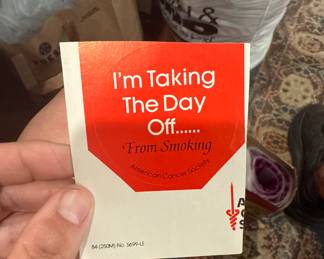 I'm Taking
The Day
Off......
From Smoking
American Cancer Society
A
C
S
84 (250M) No. 5699-LE